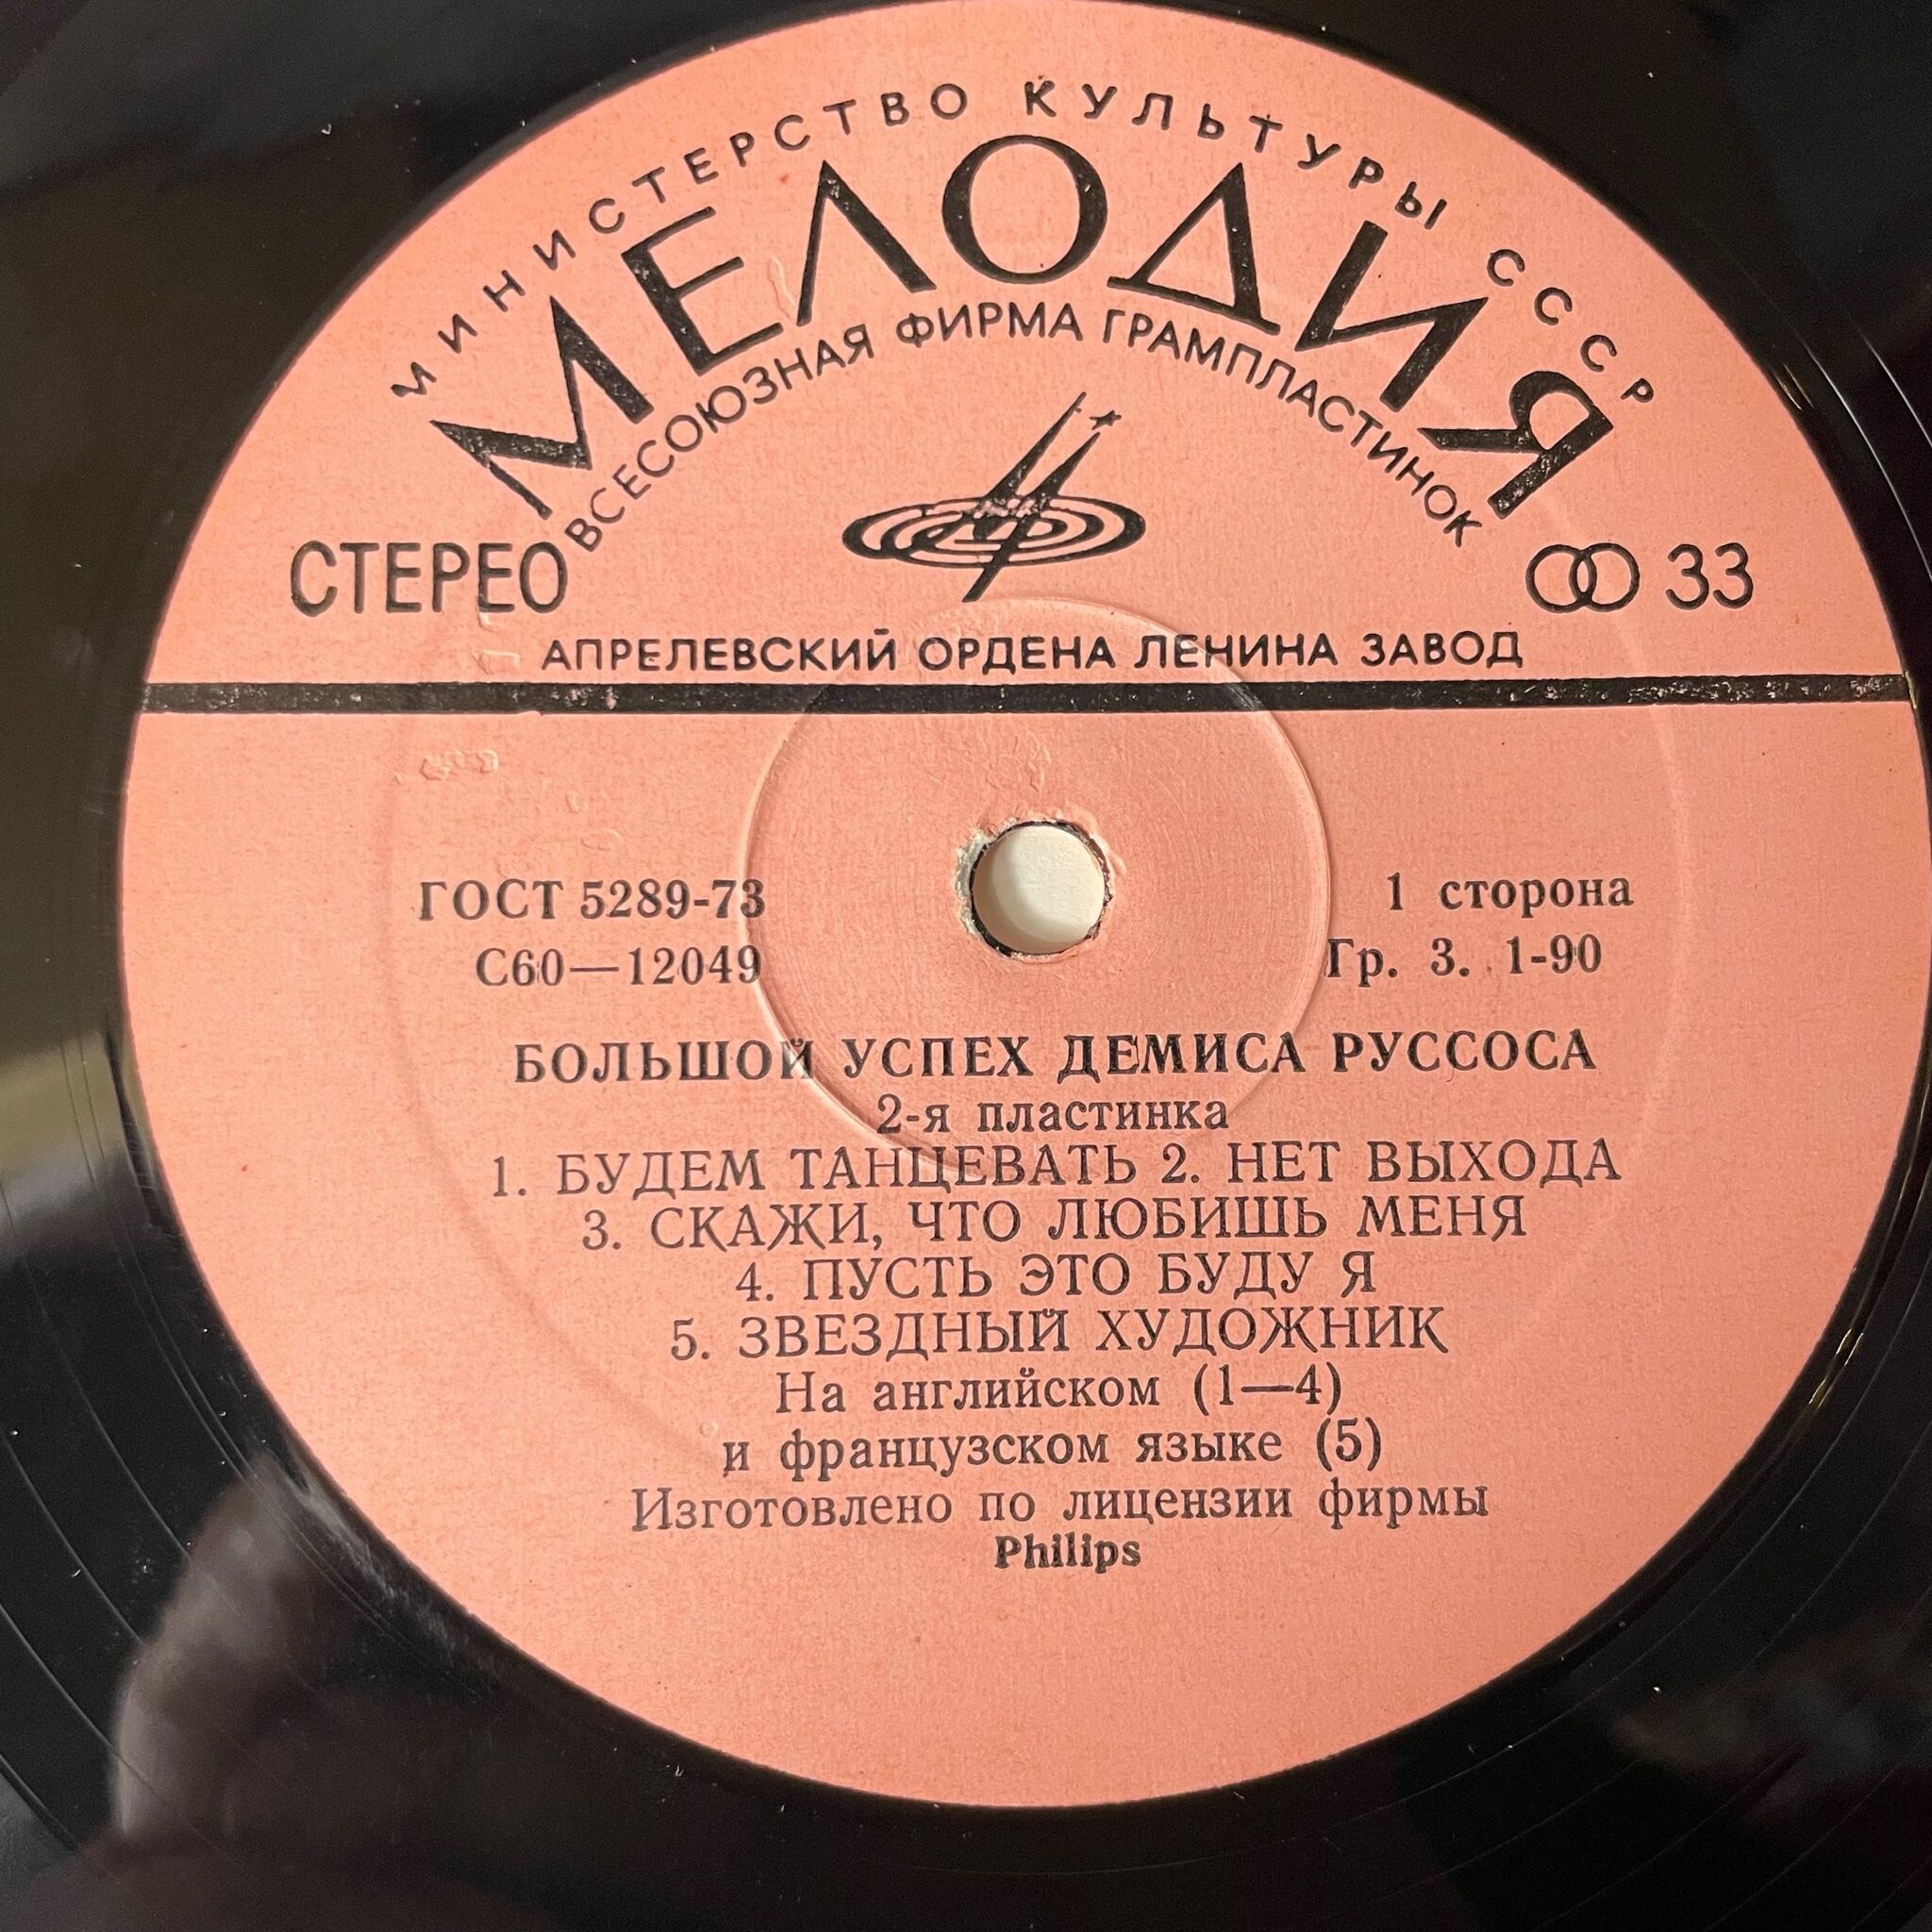 МИНИСТЕРСТВО КУЛЬТУРЫ СССР
МЕЛОДИЯ
ВСЕСОЮЗНАЯ ФИРМА ГРАМПЛАСТИНОК
СТЕРЕО 33
АПРЕЛЕВСКИЙ ОРДЕНА ЛЕНИНА ЗАВОД
ГОСТ 5289-73 1 сторона
С60—12049 Гр. 3. 1-90
БОЛЬШОЙ УСПЕХ ДЕМИСА РУССОСА
2-я пластинка
1. БУДЕМ ТАНЦЕВАТЬ 2. НЕТ ВЫХОДА
3. СКАЖИ, ЧТО ЛЮБИШЬ МЕНЯ
4. ПУСТЬ ЭТО БУДУ Я
5. ЗВЕЗДНЫЙ ХУДОЖНИК
На английском (1—4)
и французском языке (5)
Изготовлено по лицензии фирмы
Philips